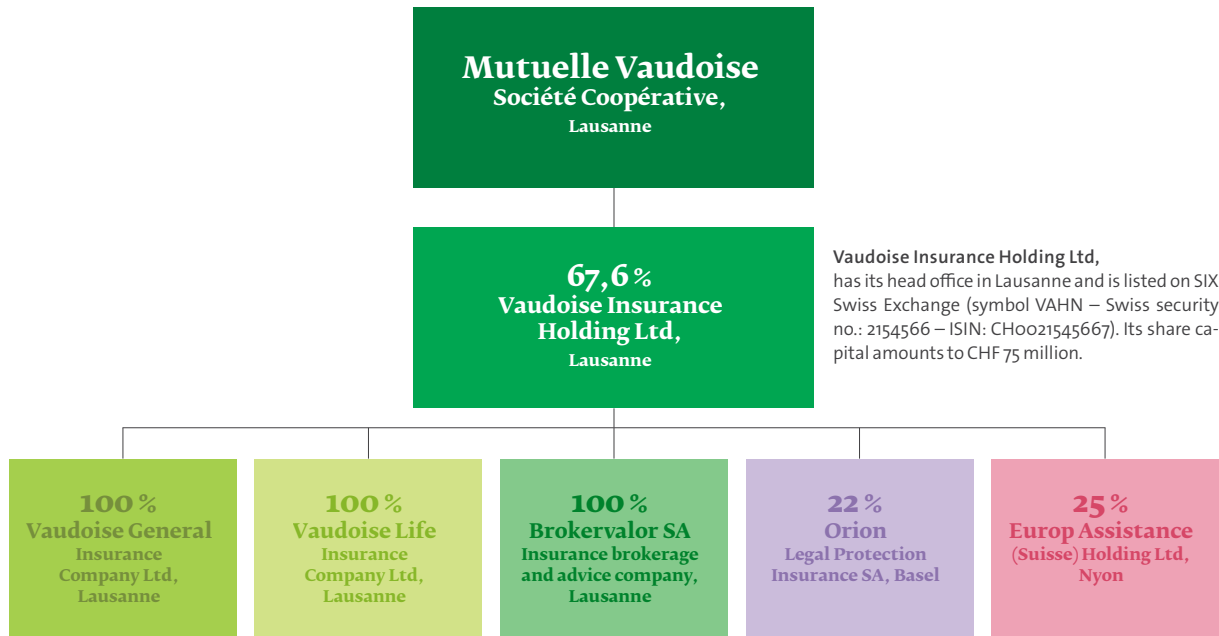 Mutuelle Vaudoise
Société Coopérative,
Lausanne
67,6 %
Vaudoise Insurance
Holding Ltd,
Lausanne
Vaudoise Insurance Holding Ltd,
has its head office in Lausanne and is listed on SIX
Swiss Exchange (symbol VAHN – Swiss security
no.: 2154566 – ISIN: CH0021545667). Its share ca-
pital amounts to CHF 75 million.
100 %
Vaudoise General
Insurance
Company Ltd,
Lausanne
100 %
Vaudoise Life
Insurance
Company Ltd,
Lausanne
100 %
Brokervalor SA
Insurance brokerage
and advice company,
Lausanne
22 %
Orion
Legal Protection
Insurance SA, Basel
25 %
Europ Assistance
(Suisse) Holding Ltd,
Nyon